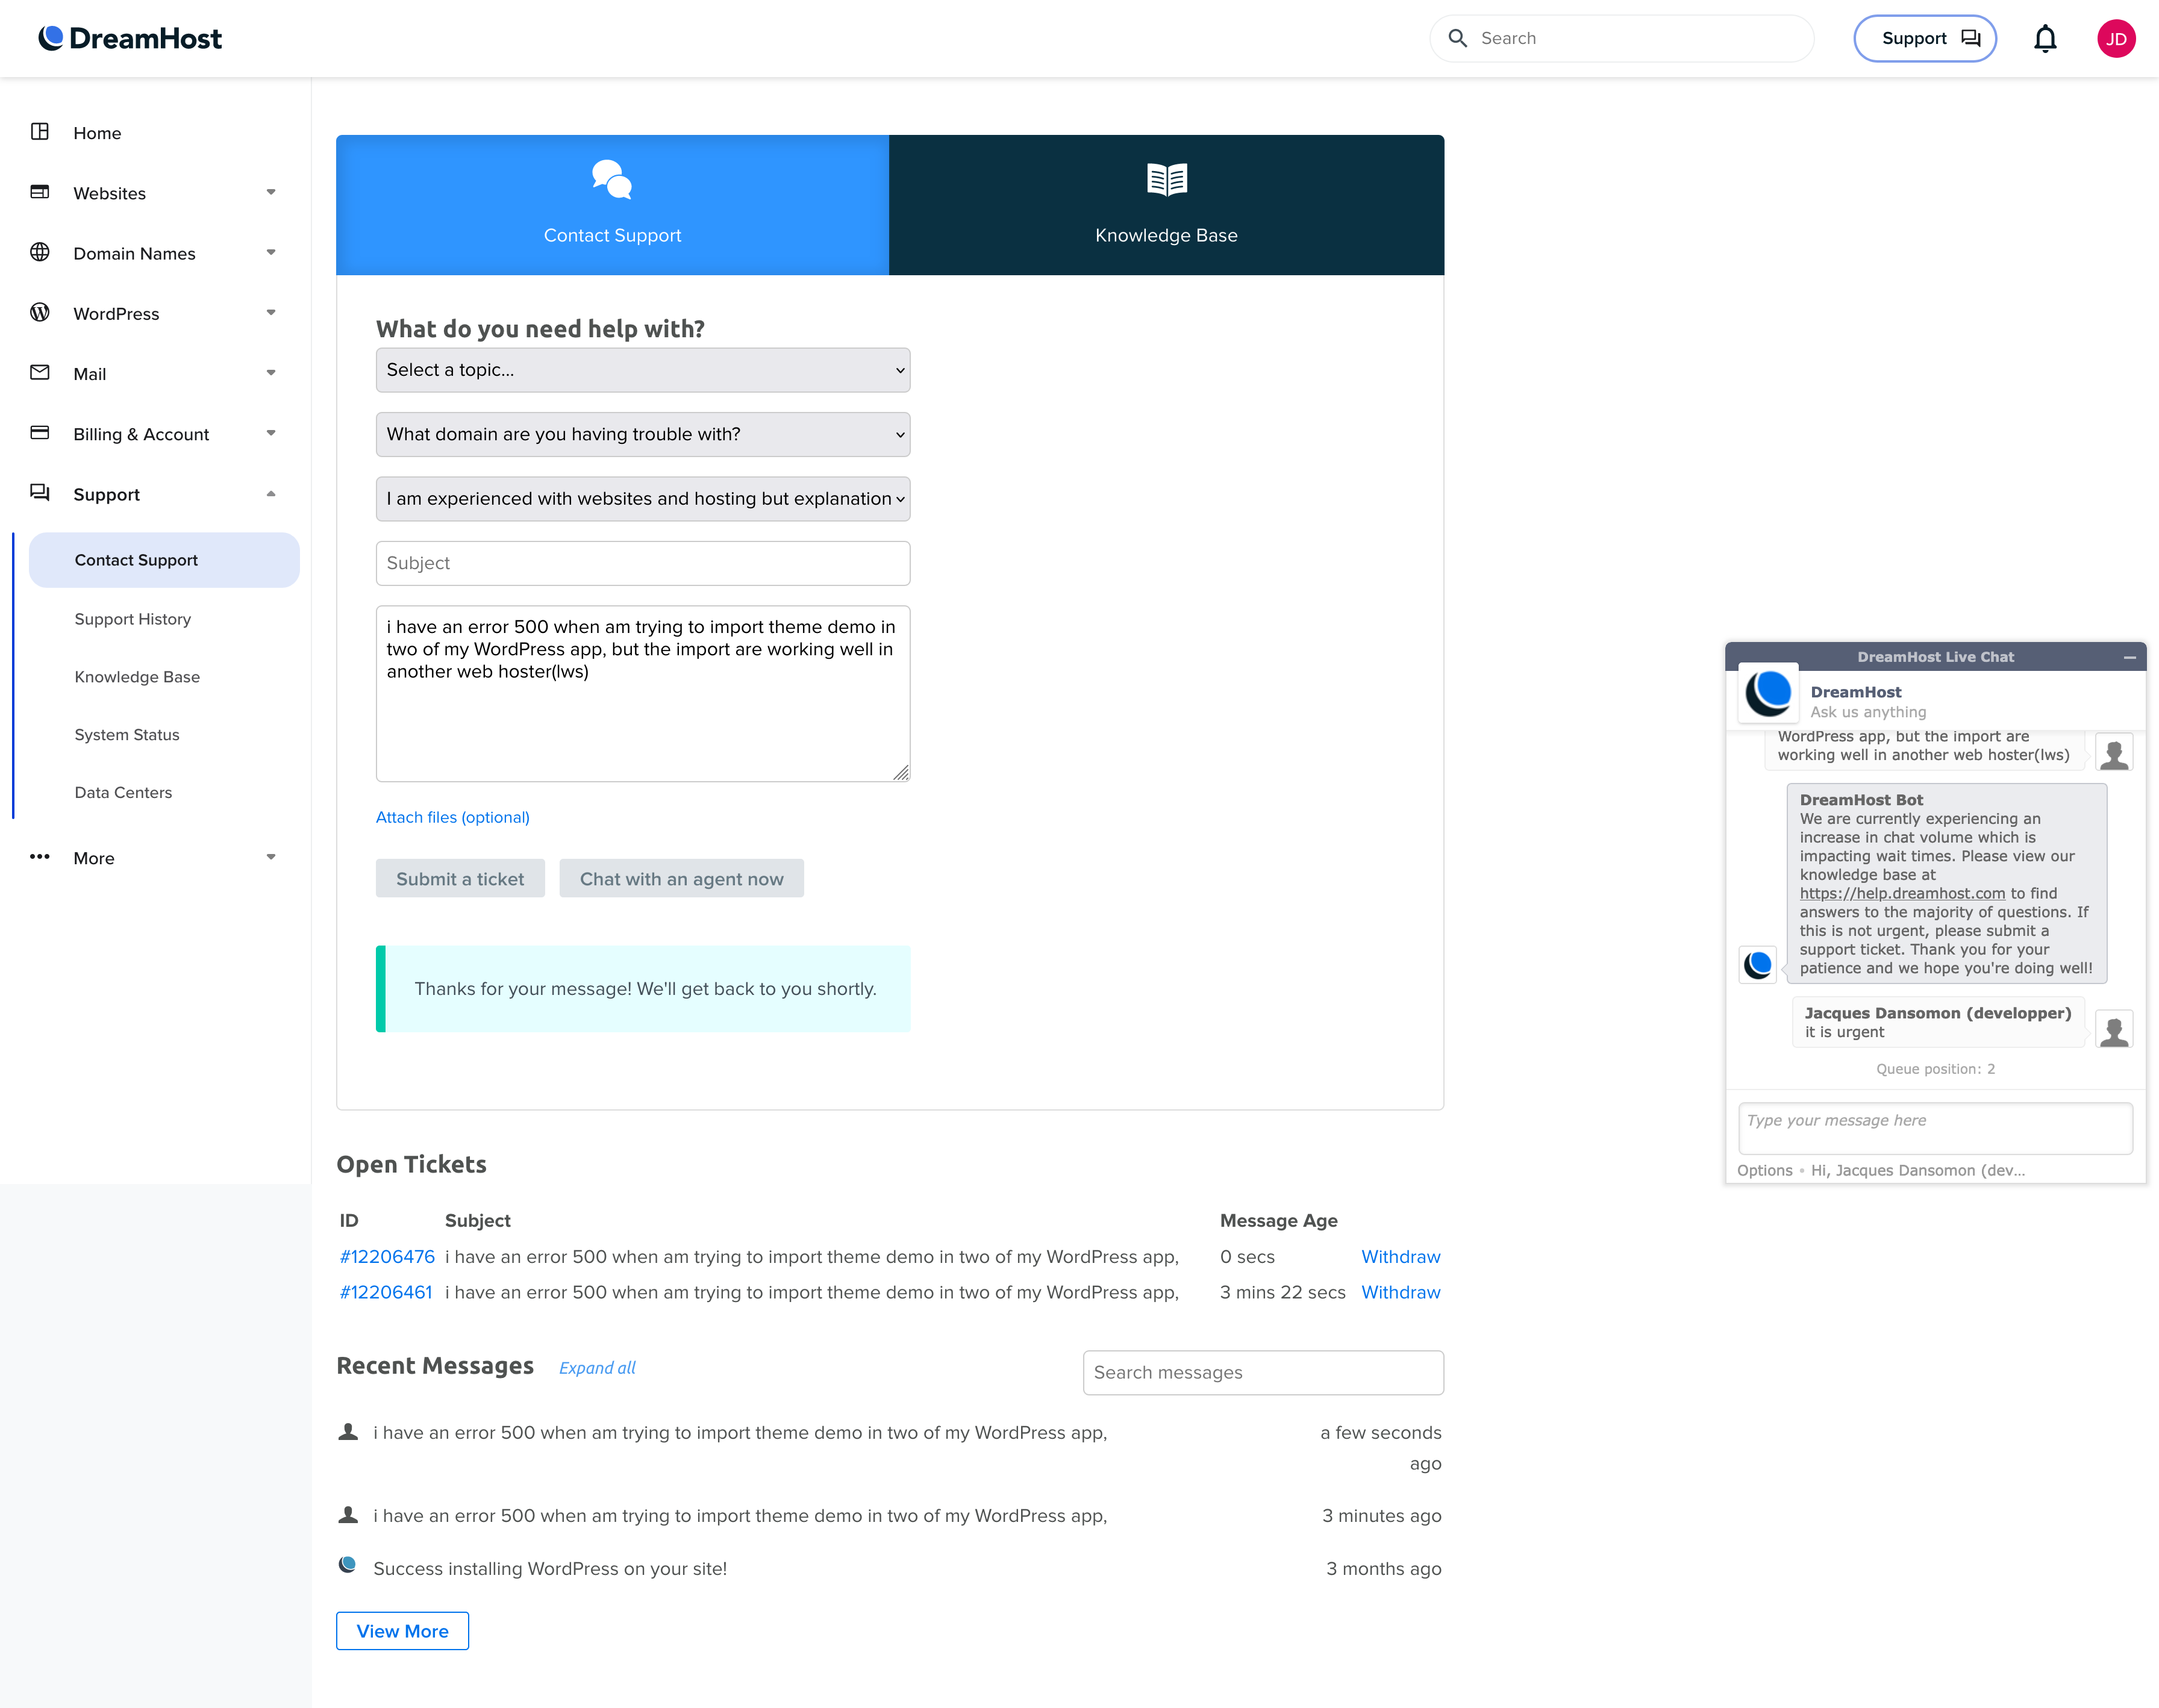 DreamHost
Search
Support
JD
Home
Websites
Domain Names
WordPress
Mail
Billing & Account
Support
Contact Support
Support History
Knowledge Base
System Status
Data Centers
More
Contact Support
Knowledge Base
What do you need help with?
Select a topic...
What domain are you having trouble with?
I am experienced with websites and hosting but explanation
Subject
i have an error 500 when am trying to import theme demo in
two of my WordPress app, but the import are working well in
another web hoster(lws)
Attach files (optional)
Submit a ticket
Chat with an agent now
Thanks for your message! We'll get back to you shortly.
Open Tickets
ID Subject Message Age
#12206476 i have an error 500 when am trying to import theme demo in two of my WordPress app, 0 secs Withdraw
#12206461 i have an error 500 when am trying to import theme demo in two of my WordPress app, 3 mins 22 secs Withdraw
Recent Messages Expand all
Search messages
i have an error 500 when am trying to import theme demo in two of my WordPress app, a few seconds
ago
i have an error 500 when am trying to import theme demo in two of my WordPress app, 3 minutes ago
Success installing WordPress on your site! 3 months ago
View More
DreamHost Live Chat
DreamHost
Ask us anything
WordPress app, but the import are
working well in another web hoster(lws)
DreamHost Bot
We are currently experiencing an
increase in chat volume which is
impacting wait times. Please view our
knowledge base at
https://help.dreamhost.com to find
answers to the majority of questions. If
this is not urgent, please submit a
support ticket. Thank you for your
patience and we hope you're doing well!
Jacques Dansomon (developper)
it is urgent
Queue position: 2
Type your message here
Options • Hi, Jacques Dansomon (dev...